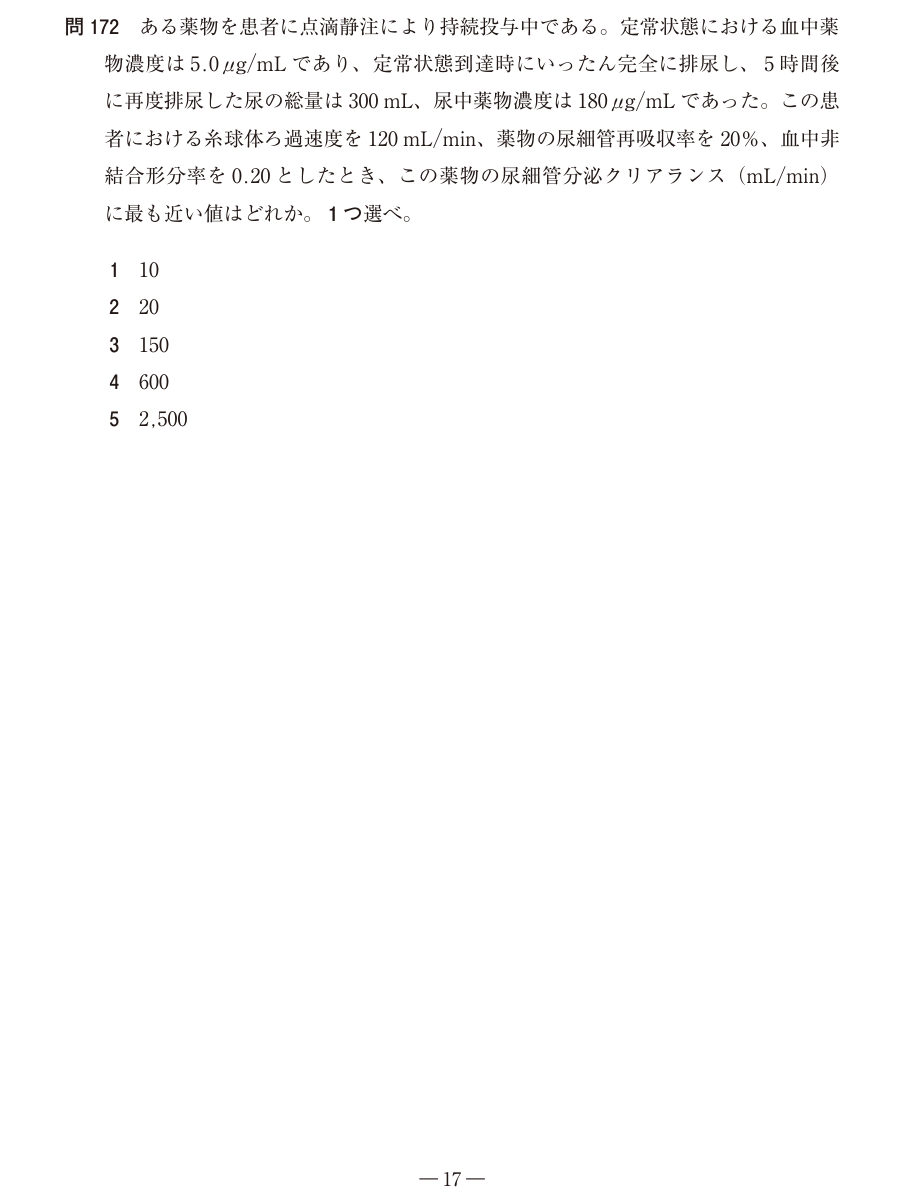 問 172 ある薬物を患者に点滴静注により持続投与中である。定常状態における血中薬
物濃度は 5.0 μg/mL であり、定常状態到達時にいったん完全に排尿し、5 時間後
に再度排尿した尿の総量は 300 mL、尿中薬物濃度は 180 μg/mL であった。この患
者における糸球体ろ過速度を 120 mL/min、薬物の尿細管再吸収率を 20%、血中非
結合形分率を 0.20 としたとき、この薬物の尿細管分泌クリアランス（mL/min）
に最も近い値はどれか。1つ選べ。
1 10
2 20
3 150
4 600
5 2,500
― 17 ―